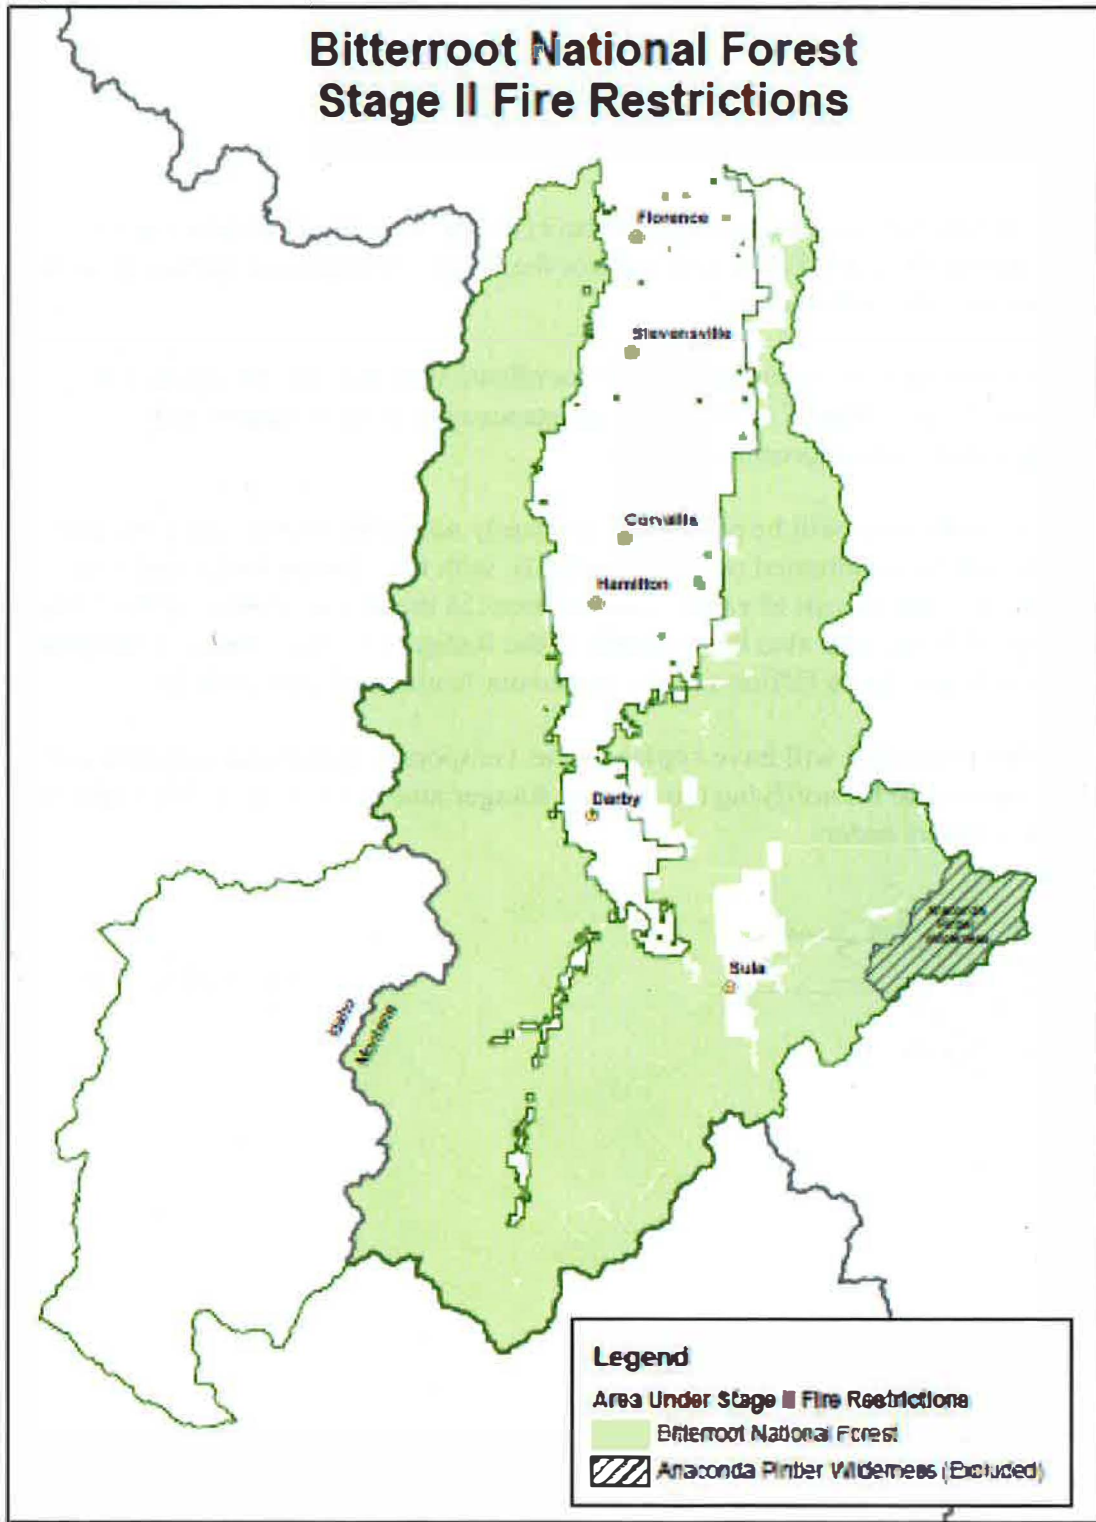 Bitterroot National Forest
Stage II Fire Restrictions
Florence
Stevensville
Corvallis
Hamilton
Darby
Sula
Idaho
Montana
Legend
Area Under Stage II Fire Restrictions
Bitterroot National Forest
Anaconda Pintler Wilderness (Excluded)